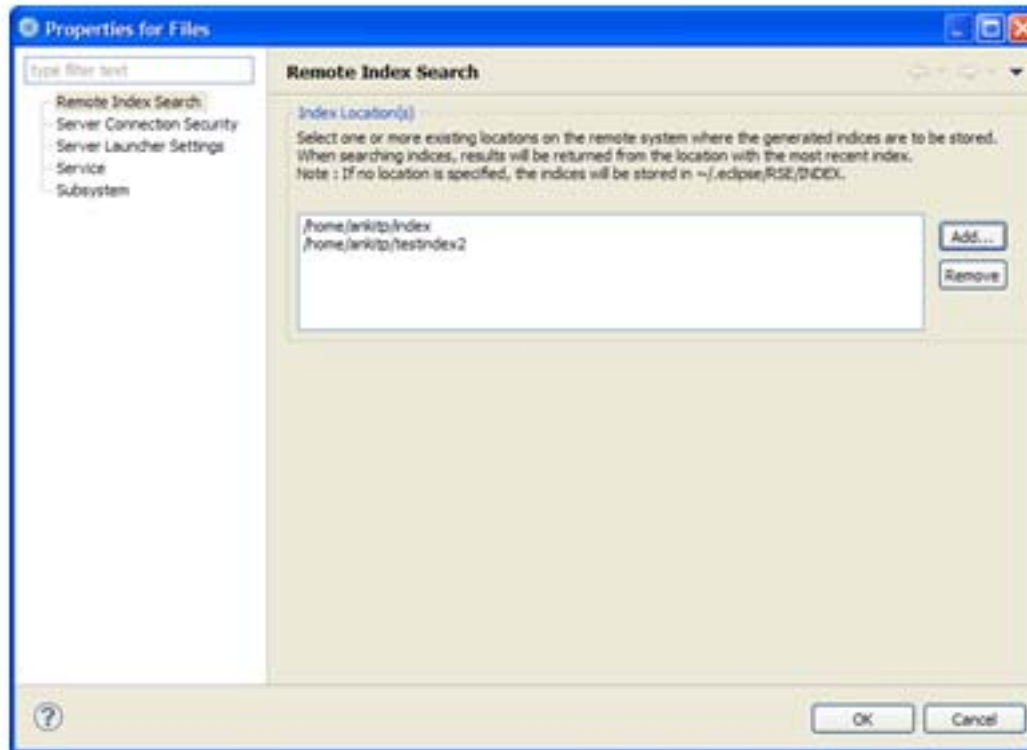 Properties for Files
type filter text
Remote Index Search
Server Connection Security
Server Launcher Settings
Service
Subsystem
Remote Index Search
Index Location(s)
Select one or more existing locations on the remote system where the generated indices are to be stored.
When searching indices, results will be returned from the location with the most recent index.
Note : If no location is specified, the indices will be stored in ~/.eclipse/RSE/INDEX.
/home/ankitp/index
/home/ankitp/testindex2
Add...
Remove
?
OK
Cancel